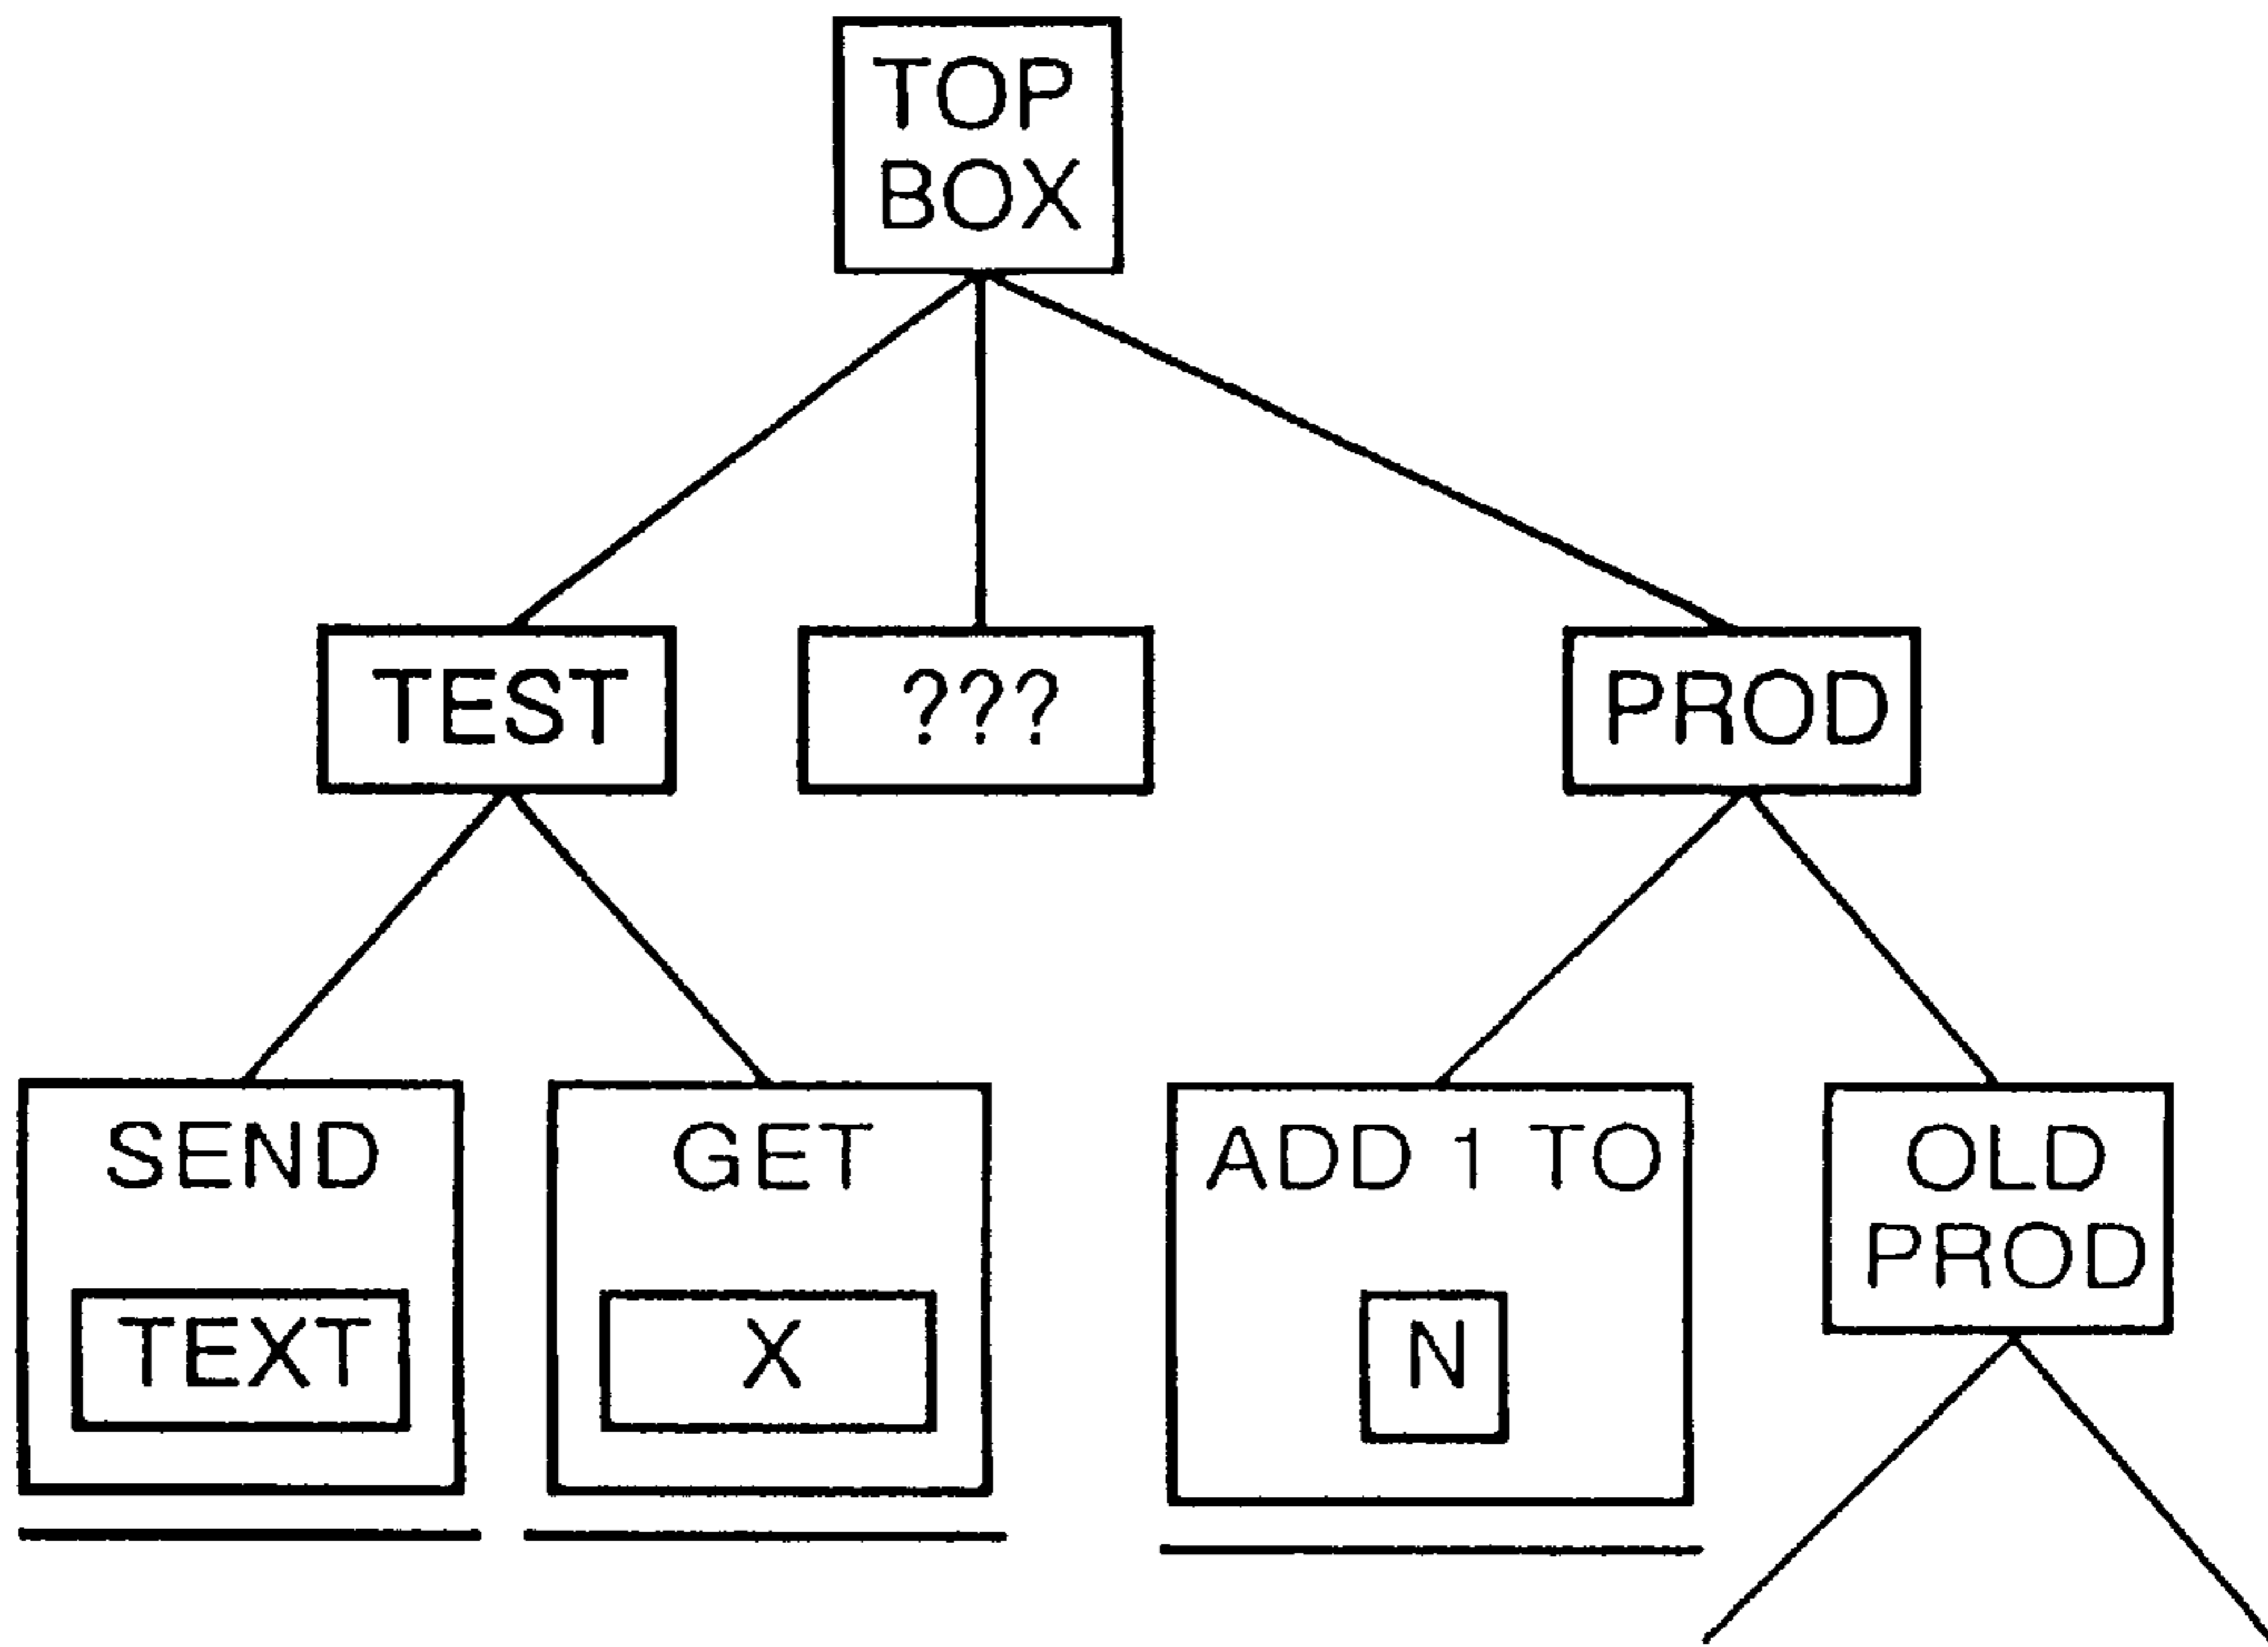 TOP
BOX
TEST
???
PROD
SEND
TEXT
GET
X
ADD 1 TO
N
OLD
PROD